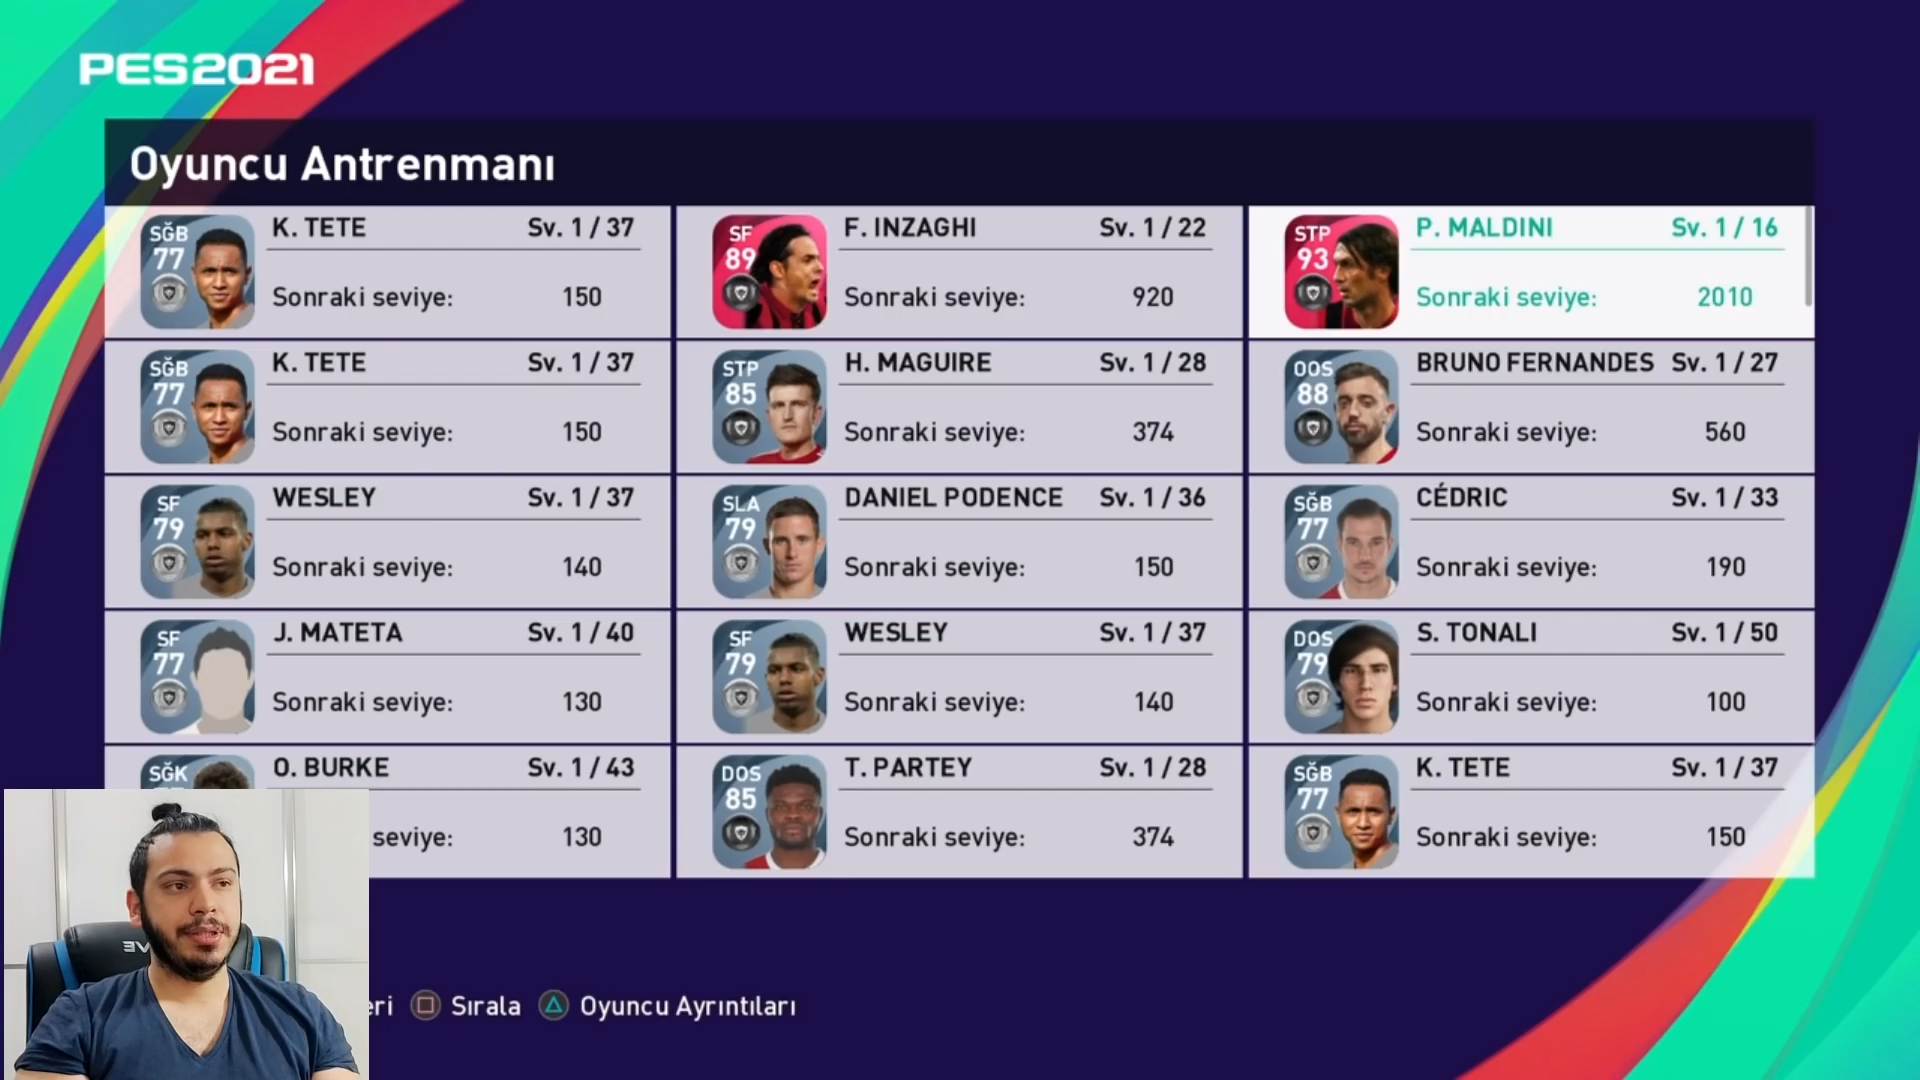 PES2021
Oyuncu Antrenmanı
SĞB 77 K. TETE Sv. 1 / 37
Sonraki seviye: 150
SF 89 F. INZAGHI Sv. 1 / 22
Sonraki seviye: 920
STP 93 P. MALDINI Sv. 1 / 16
Sonraki seviye: 2010
SĞB 77 K. TETE Sv. 1 / 37
Sonraki seviye: 150
STP 85 H. MAGUIRE Sv. 1 / 28
Sonraki seviye: 374
OOS 88 BRUNO FERNANDES Sv. 1 / 27
Sonraki seviye: 560
SF 79 WESLEY Sv. 1 / 37
Sonraki seviye: 140
SLA 79 DANIEL PODENCE Sv. 1 / 36
Sonraki seviye: 150
SĞB 77 CÉDRIC Sv. 1 / 33
Sonraki seviye: 190
SF 77 J. MATETA Sv. 1 / 40
Sonraki seviye: 130
SF 79 WESLEY Sv. 1 / 37
Sonraki seviye: 140
DOS 79 S. TONALI Sv. 1 / 50
Sonraki seviye: 100
SĞK O. BURKE Sv. 1 / 43
seviye: 130
DOS 85 T. PARTEY Sv. 1 / 28
Sonraki seviye: 374
SĞB 77 K. TETE Sv. 1 / 37
Sonraki seviye: 150
eri Sırala Oyuncu Ayrıntıları